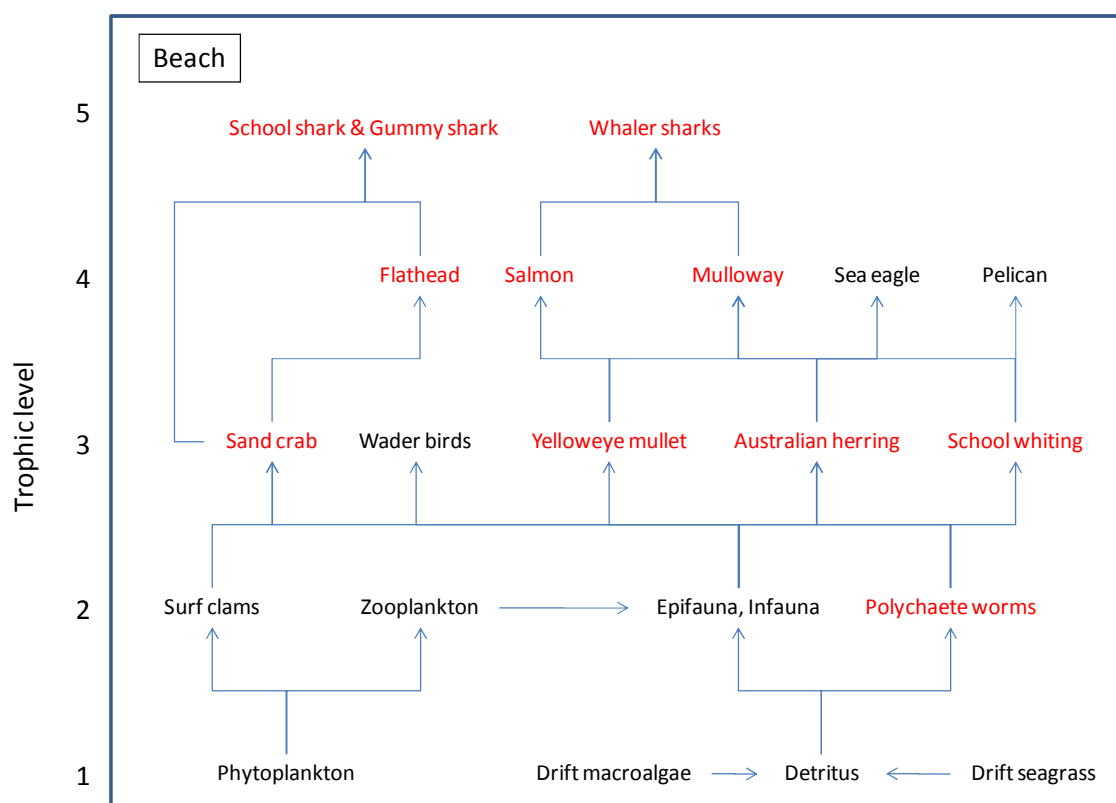 Beach
5
School shark & Gummy shark
Whaler sharks
4
Flathead
Salmon
Mulloway
Sea eagle
Pelican
Trophic level
3
Sand crab
Wader birds
Yelloweye mullet
Australian herring
School whiting
2
Surf clams
Zooplankton
Epifauna, Infauna
Polychaete worms
1
Phytoplankton
Drift macroalgae
Detritus
Drift seagrass